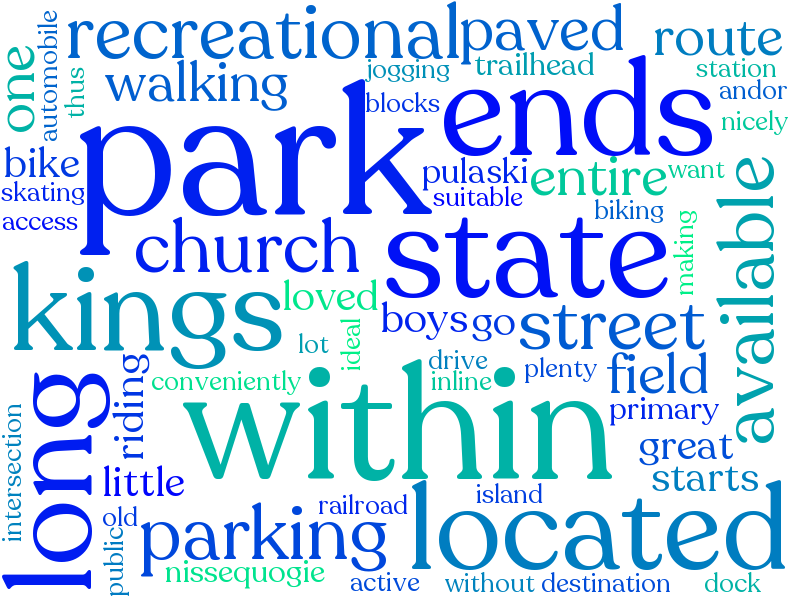 one
automobile
thus
recreational
paved
route
walking
jogging
trailhead
station
blocks
andor
nicely
park
ends
bike
skating
access
pulaski
suitable
entire
want
biking
church
state
making
available
kings
loved
boys
go
street
lot
ideal
long
riding
conveniently
drive
inline
plenty
field
within
primary
great
starts
intersection
little
old
public
parking
railroad
island
located
nissequogie
active
without
destination
dock